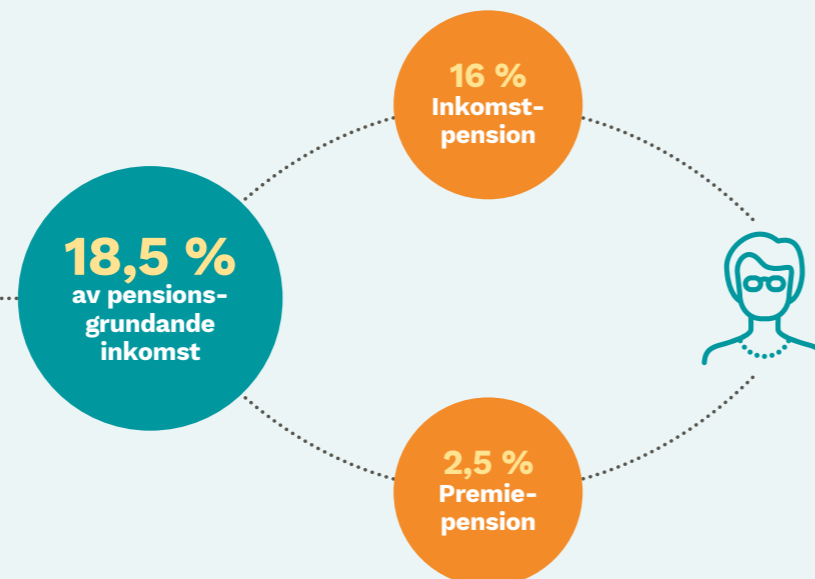 18,5 %
av pensions-
grundande
inkomst
16 %
Inkomst-
pension
2,5 %
Premie-
pension